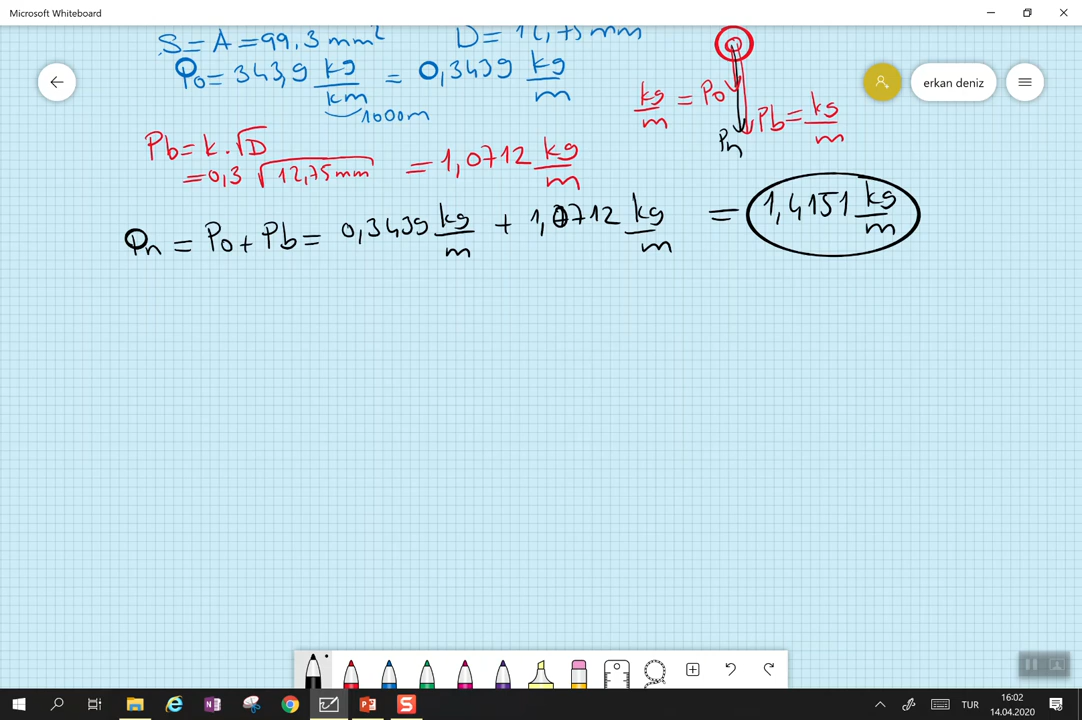 Microsoft Whiteboard
S = A = 99,3 mm² D = 12,75 mm
Po = 343,9 kg/km = 0,3439 kg/m
1000m
kg/m = Po
Pb = kg/m
Pn
Pb = k.√D
= 0,3 √12,75 mm = 1,0712 kg/m
Pn = Po + Pb = 0,3439 kg/m + 1,0712 kg/m = 1,4151 kg/m
erkan deniz
TUR
16:02
14.04.2020